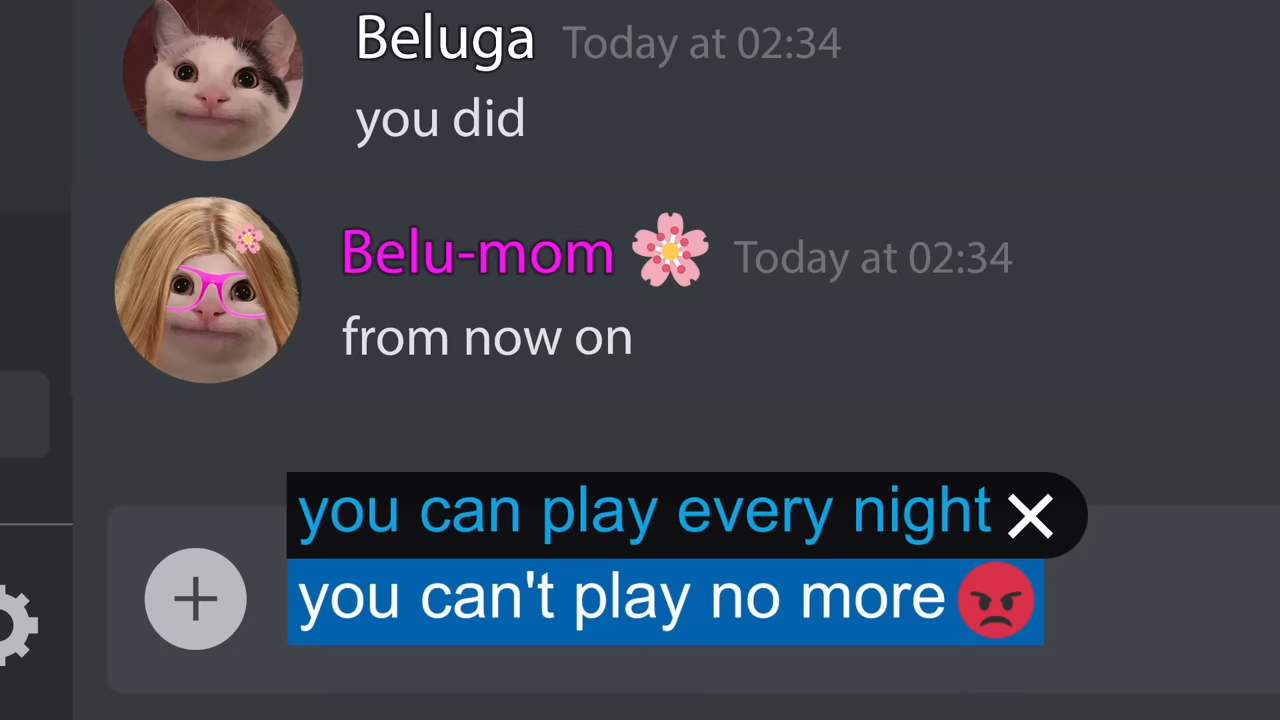 Beluga Today at 02:34
you did
Belu-mom 🌸 Today at 02:34
from now on
you can play every night ✕
you can't play no more 😡